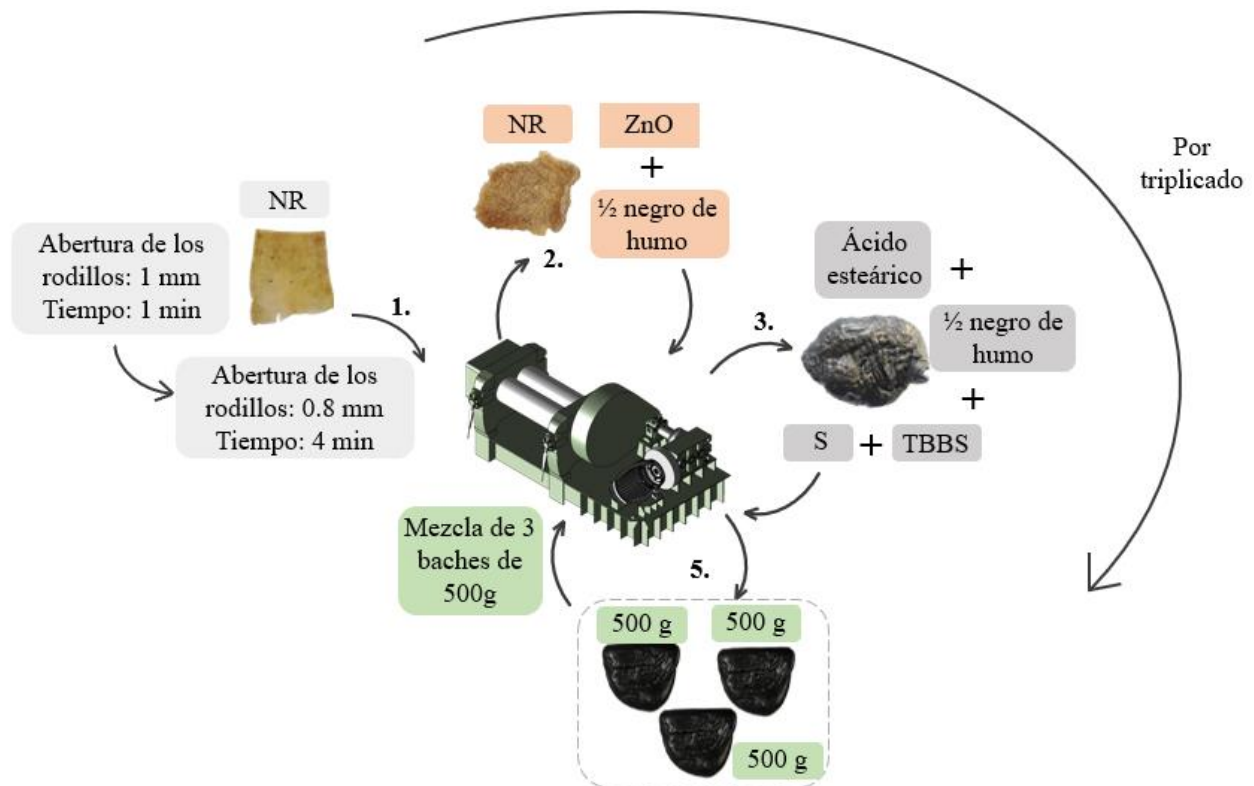 Por
triplicado
NR
ZnO
+
½ negro de
humo
2.
NR
Abertura de los
rodillos: 1 mm
Tiempo: 1 min
1.
Abertura de los
rodillos: 0.8 mm
Tiempo: 4 min
3.
Ácido
esteárico
+
½ negro de
humo
+
S
+
TBBS
Mezcla de 3
baches de
500g
5.
500 g
500 g
500 g